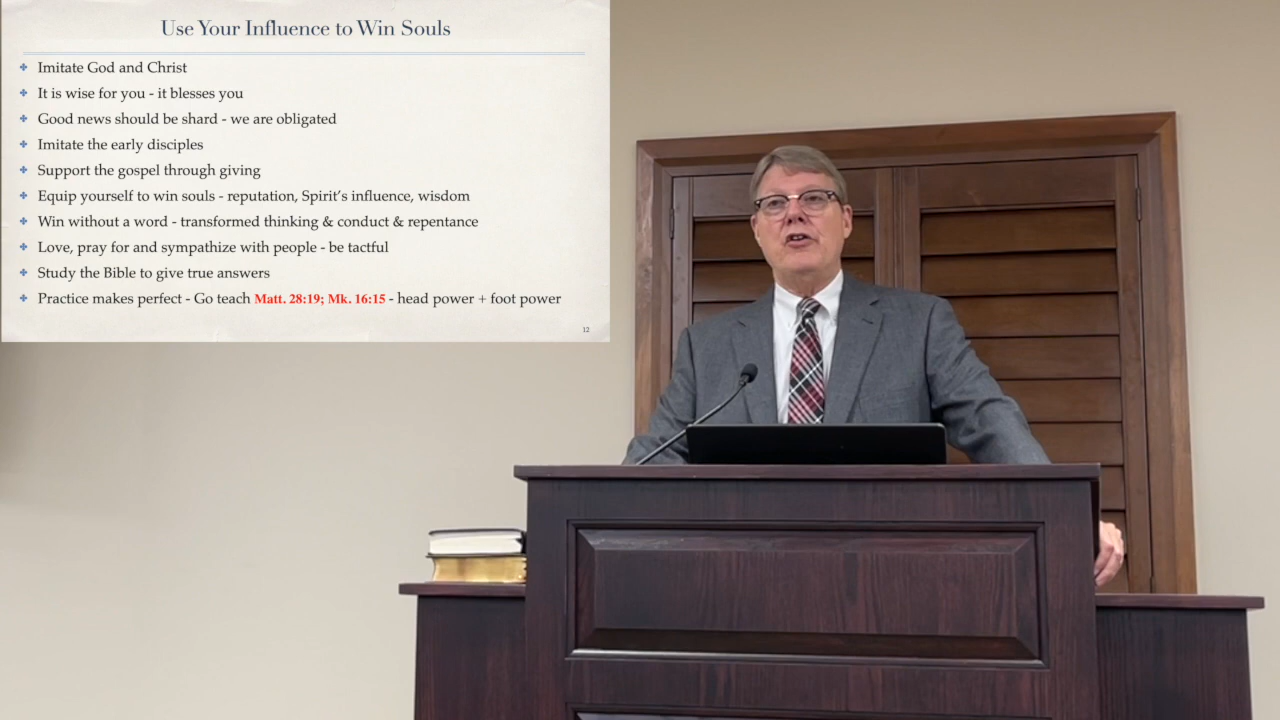 Use Your Influence to Win Souls
Imitate God and Christ
It is wise for you - it blesses you
Good news should be shard - we are obligated
Imitate the early disciples
Support the gospel through giving
Equip yourself to win souls - reputation, Spirit's influence, wisdom
Win without a word - transformed thinking & conduct & repentance
Love, pray for and sympathize with people - be tactful
Study the Bible to give true answers
Practice makes perfect - Go teach Matt. 28:19; Mk. 16:15 - head power + foot power
12